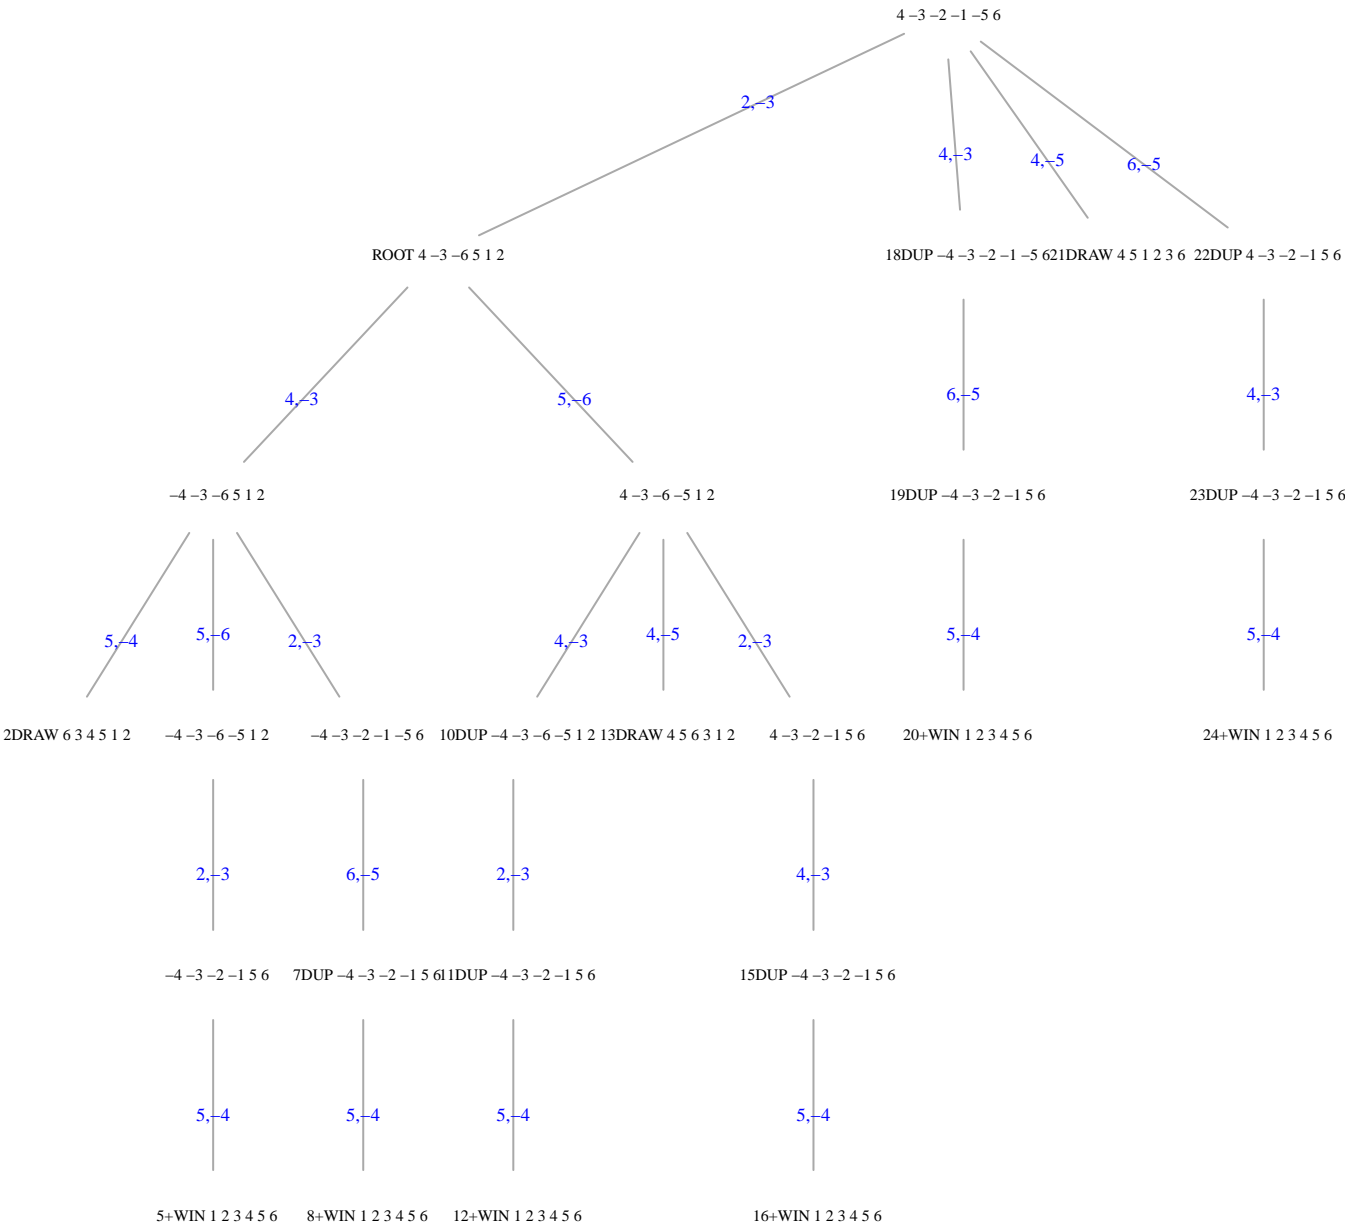 4 –3 –2 –1 –5 6
2,–3
4,–3
4,–5
6,–5
ROOT 4 –3 –6 5 1 2
18DUP –4 –3 –2 –1 –5 6
21DRAW 4 5 1 2 3 6
22DUP 4 –3 –2 –1 5 6
4,–3
5,–6
6,–5
4,–3
–4 –3 –6 5 1 2
4 –3 –6 –5 1 2
19DUP –4 –3 –2 –1 5 6
23DUP –4 –3 –2 –1 5 6
5,–4
5,–6
2,–3
4,–3
4,–5
2,–3
5,–4
5,–4
2DRAW 6 3 4 5 1 2
–4 –3 –6 –5 1 2
–4 –3 –2 –1 –5 6
10DUP –4 –3 –6 –5 1 2
13DRAW 4 5 6 3 1 2
4 –3 –2 –1 5 6
20+WIN 1 2 3 4 5 6
24+WIN 1 2 3 4 5 6
2,–3
6,–5
2,–3
4,–3
–4 –3 –2 –1 5 6
7DUP –4 –3 –2 –1 5 6
11DUP –4 –3 –2 –1 5 6
15DUP –4 –3 –2 –1 5 6
5,–4
5,–4
5,–4
5,–4
5+WIN 1 2 3 4 5 6
8+WIN 1 2 3 4 5 6
12+WIN 1 2 3 4 5 6
16+WIN 1 2 3 4 5 6